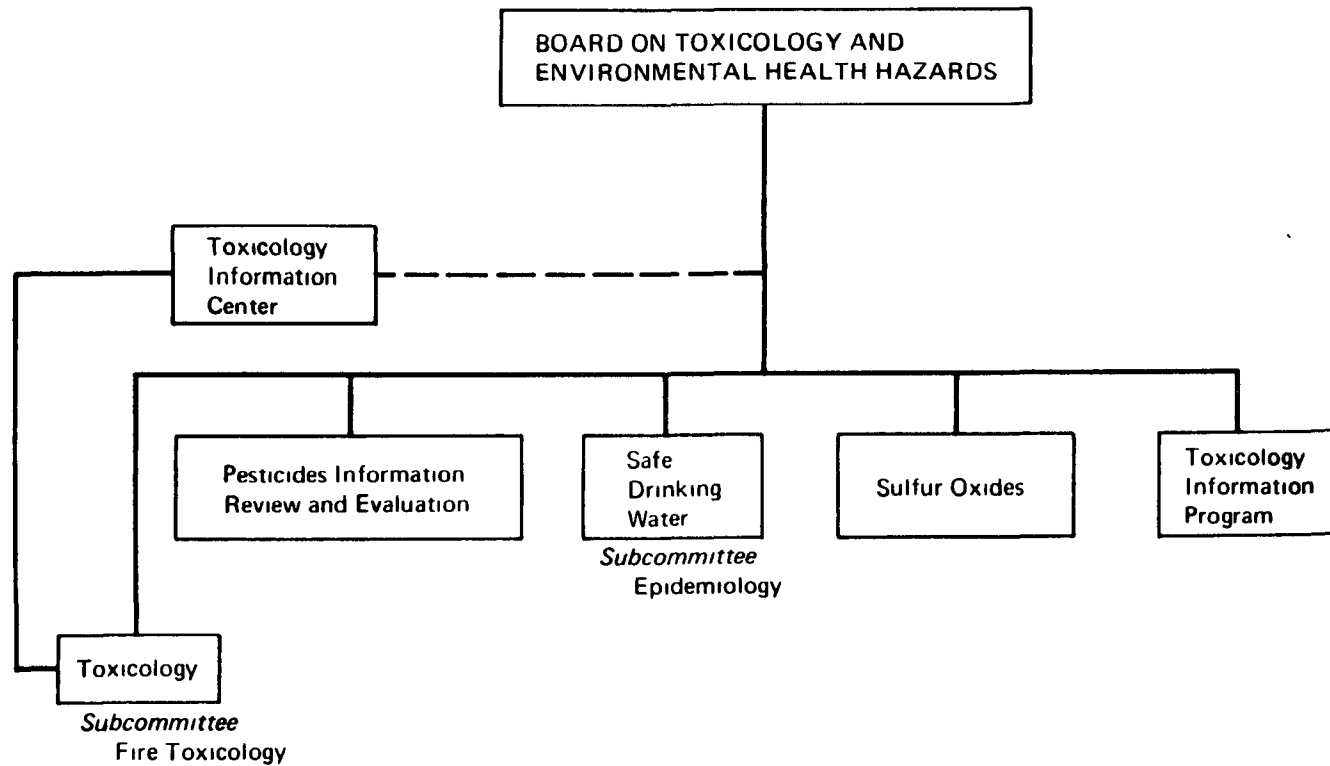 BOARD ON TOXICOLOGY AND
ENVIRONMENTAL HEALTH HAZARDS
Toxicology
Information
Center
Pesticides Information
Review and Evaluation
Safe
Drinking
Water
Subcommittee
Epidemiology
Sulfur Oxides
Toxicology
Information
Program
Toxicology
Subcommittee
Fire Toxicology